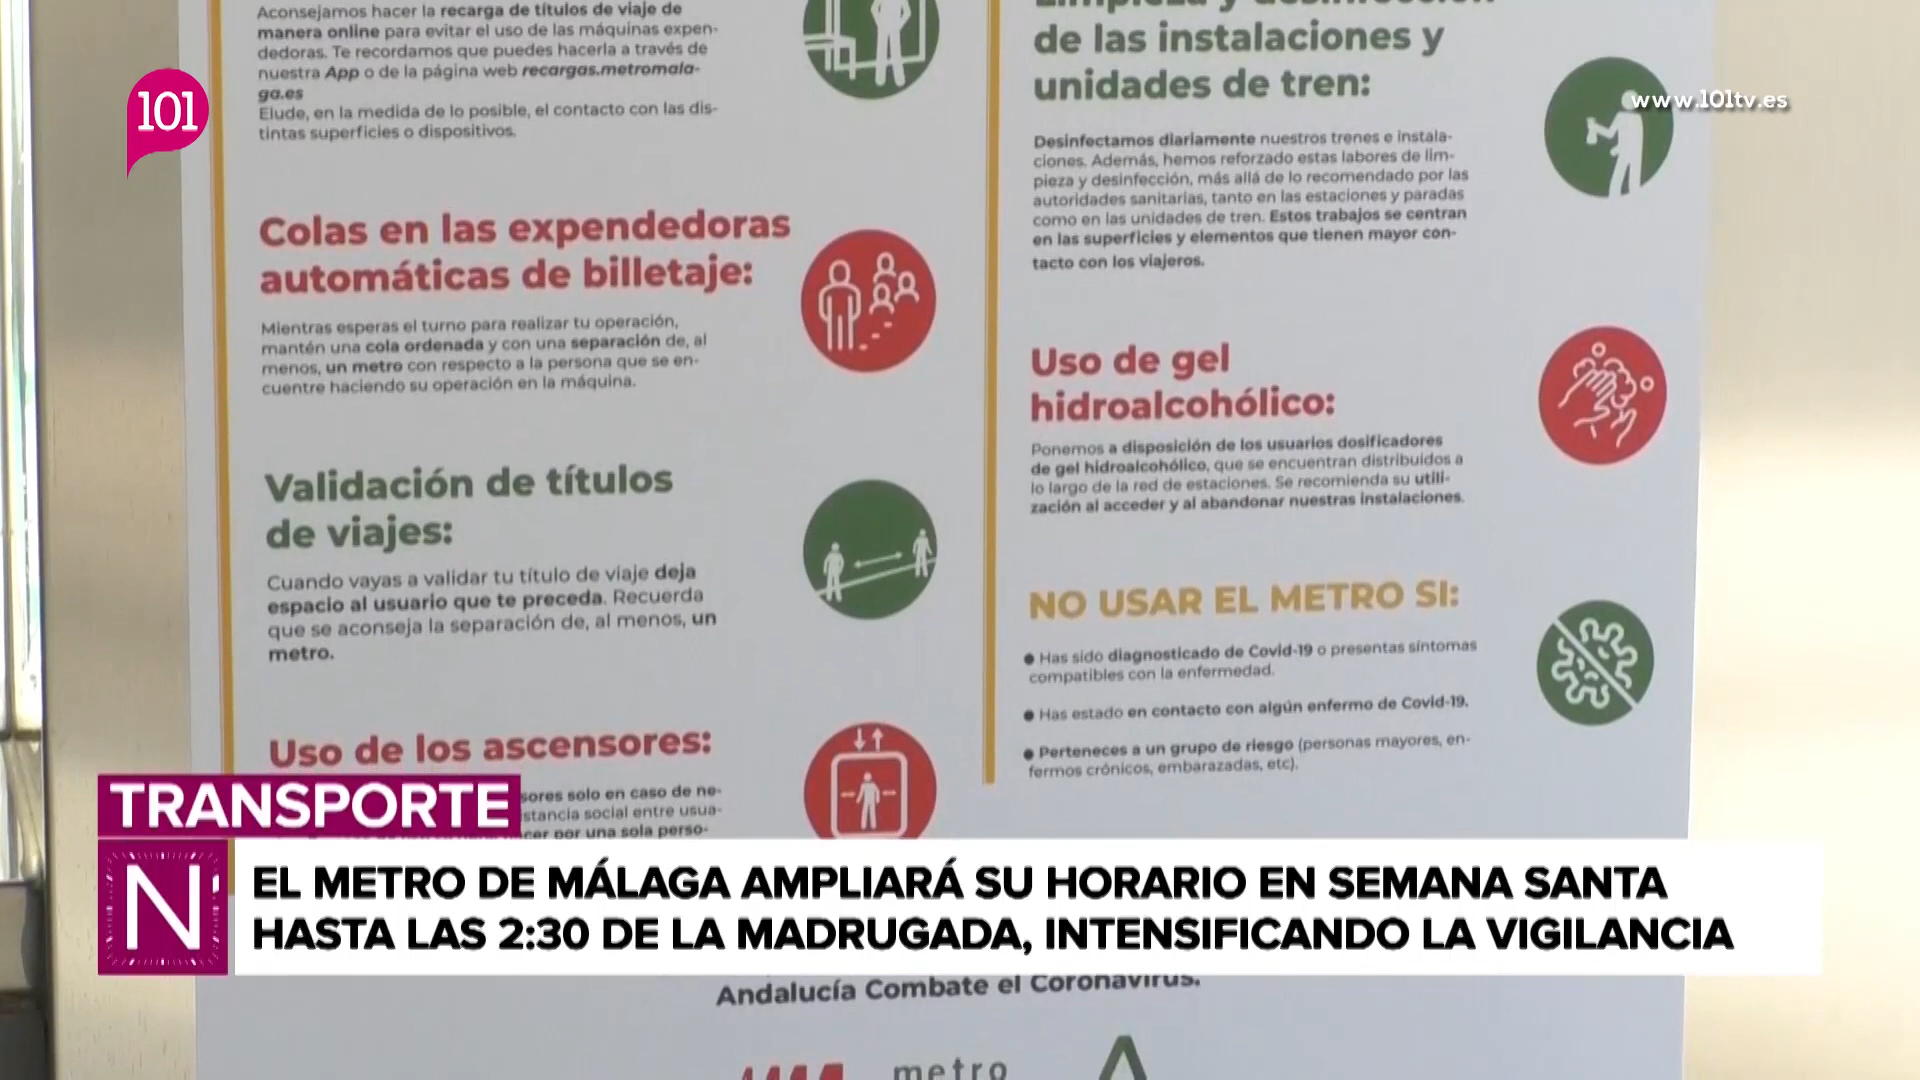 Aconsejamos hacer la recarga de títulos de viaje de
manera online para evitar el uso de las máquinas expen-
dedoras. Te recordamos que puedes hacerla a través de
nuestra App o de la página web recargas.metromala-
ga.es
Elude, en la medida de lo posible, el contacto con las dis-
tintas superficies o dispositivos.
Colas en las expendedoras
automáticas de billetaje:
Mientras esperas el turno para realizar tu operación,
mantén una cola ordenada y con una separación de, al
menos, un metro con respecto a la persona que se en-
cuentre haciendo su operación en la máquina.
Validación de títulos
de viajes:
Cuando vayas a validar tu título de viaje deja
espacio al usuario que te preceda. Recuerda
que se aconseja la separación de, al menos, un
metro.
Uso de los ascensores:
solo en caso de ne-
social entre usua-
por una sola perso-
Limpieza y desinfección
de las instalaciones y
unidades de tren:
Desinfectamos diariamente nuestros trenes e instala-
ciones. Además, hemos reforzado estas labores de lim-
pieza y desinfección, más allá de lo recomendado por las
autoridades sanitarias, tanto en las estaciones y paradas
como en las unidades de tren. Estos trabajos se centran
en las superficies y elementos que tienen mayor con-
tacto con los viajeros.
Uso de gel
hidroalcohólico:
Ponemos a disposición de los usuarios dosificadores
de gel hidroalcohólico, que se encuentran distribuidos a
lo largo de la red de estaciones. Se recomienda su utili-
zación al acceder y al abandonar nuestras instalaciones.
NO USAR EL METRO SI:
● Has sido diagnosticado de Covid-19 o presentas síntomas
compatibles con la enfermedad.
● Has estado en contacto con algún enfermo de Covid-19.
● Perteneces a un grupo de riesgo (personas mayores, en-
fermos crónicos, embarazadas, etc).
Andalucía Combate el Coronavirus.
metro
101
www.101tv.es
TRANSPORTE
N
EL METRO DE MÁLAGA AMPLIARÁ SU HORARIO EN SEMANA SANTA
HASTA LAS 2:30 DE LA MADRUGADA, INTENSIFICANDO LA VIGILANCIA